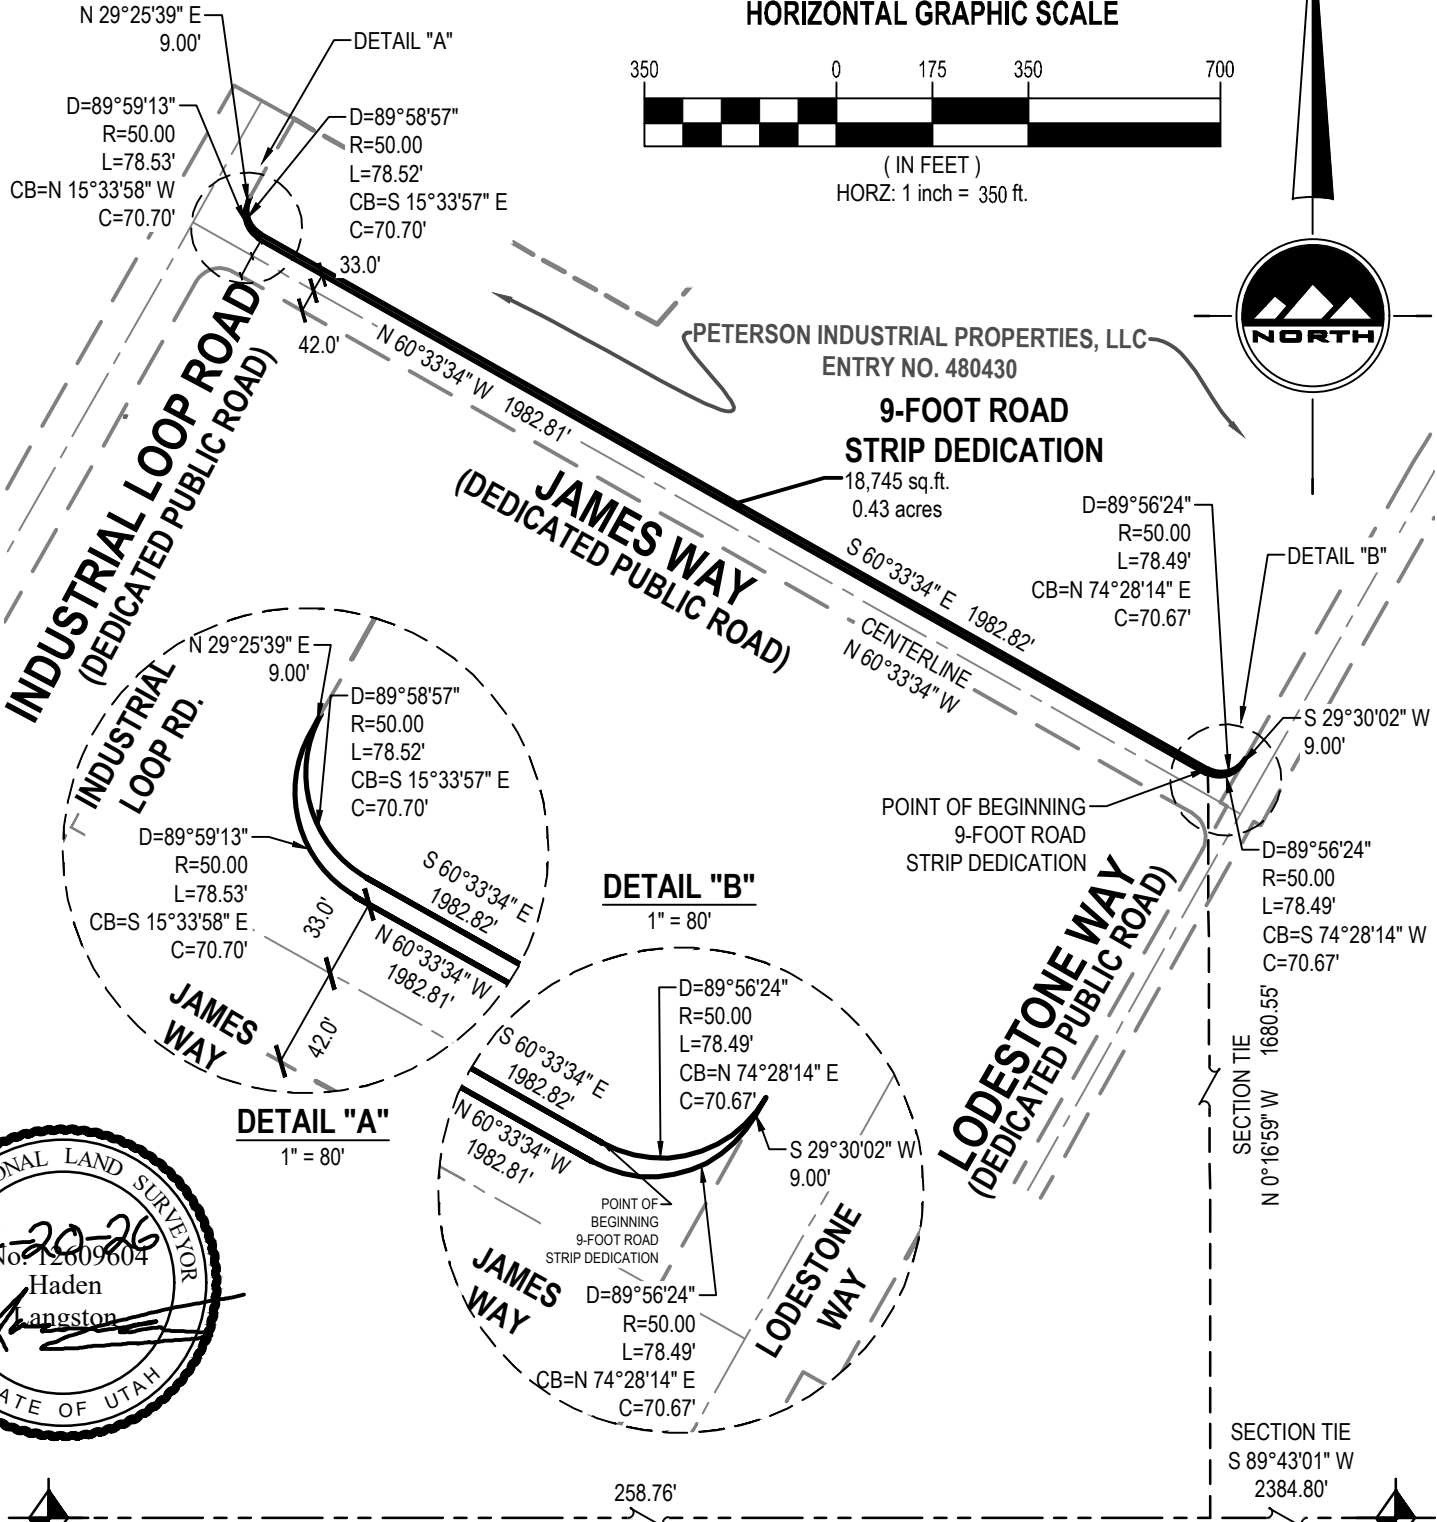 N 29°25'39" E
9.00'
DETAIL "A"
D=89°59'13"
R=50.00
L=78.53'
CB=N 15°33'58" W
C=70.70'
D=89°58'57"
R=50.00
L=78.52'
CB=S 15°33'57" E
C=70.70'
HORIZONTAL GRAPHIC SCALE
350 0 175 350 700
( IN FEET )
HORZ: 1 inch = 350 ft.
NORTH
33.0'
42.0'
N 60°33'34" W 1982.81'
PETERSON INDUSTRIAL PROPERTIES, LLC
ENTRY NO. 480430
9-FOOT ROAD
STRIP DEDICATION
18,745 sq.ft.
0.43 acres
INDUSTRIAL LOOP ROAD
(DEDICATED PUBLIC ROAD)
JAMES WAY
(DEDICATED PUBLIC ROAD)
S 60°33'34" E 1982.82'
CENTERLINE
N 60°33'34" W
D=89°56'24"
R=50.00
L=78.49'
CB=N 74°28'14" E
C=70.67'
DETAIL "B"
S 29°30'02" W
9.00'
POINT OF BEGINNING
9-FOOT ROAD
STRIP DEDICATION
D=89°56'24"
R=50.00
L=78.49'
CB=S 74°28'14" W
C=70.67'
LODESTONE WAY
(DEDICATED PUBLIC ROAD)
SECTION TIE
N 0°16'59" W 1680.55'
N 29°25'39" E
9.00'
INDUSTRIAL
LOOP RD.
D=89°58'57"
R=50.00
L=78.52'
CB=S 15°33'57" E
C=70.70'
D=89°59'13"
R=50.00
L=78.53'
CB=S 15°33'58" E
C=70.70'
S 60°33'34" E
1982.82'
N 60°33'34" W
1982.81'
33.0'
42.0'
JAMES
WAY
DETAIL "A"
1" = 80'
DETAIL "B"
1" = 80'
D=89°56'24"
R=50.00
L=78.49'
CB=N 74°28'14" E
C=70.67'
S 60°33'34" E
1982.82'
N 60°33'34" W
1982.81'
S 29°30'02" W
9.00'
POINT OF
BEGINNING
9-FOOT ROAD
STRIP DEDICATION
JAMES
WAY
LODESTONE
WAY
D=89°56'24"
R=50.00
L=78.49'
CB=N 74°28'14" E
C=70.67'
LAND SURVEYOR
-20-26
No. 12609604
Haden
Langston
OF UTAH
258.76'
SECTION TIE
S 89°43'01" W
2384.80'